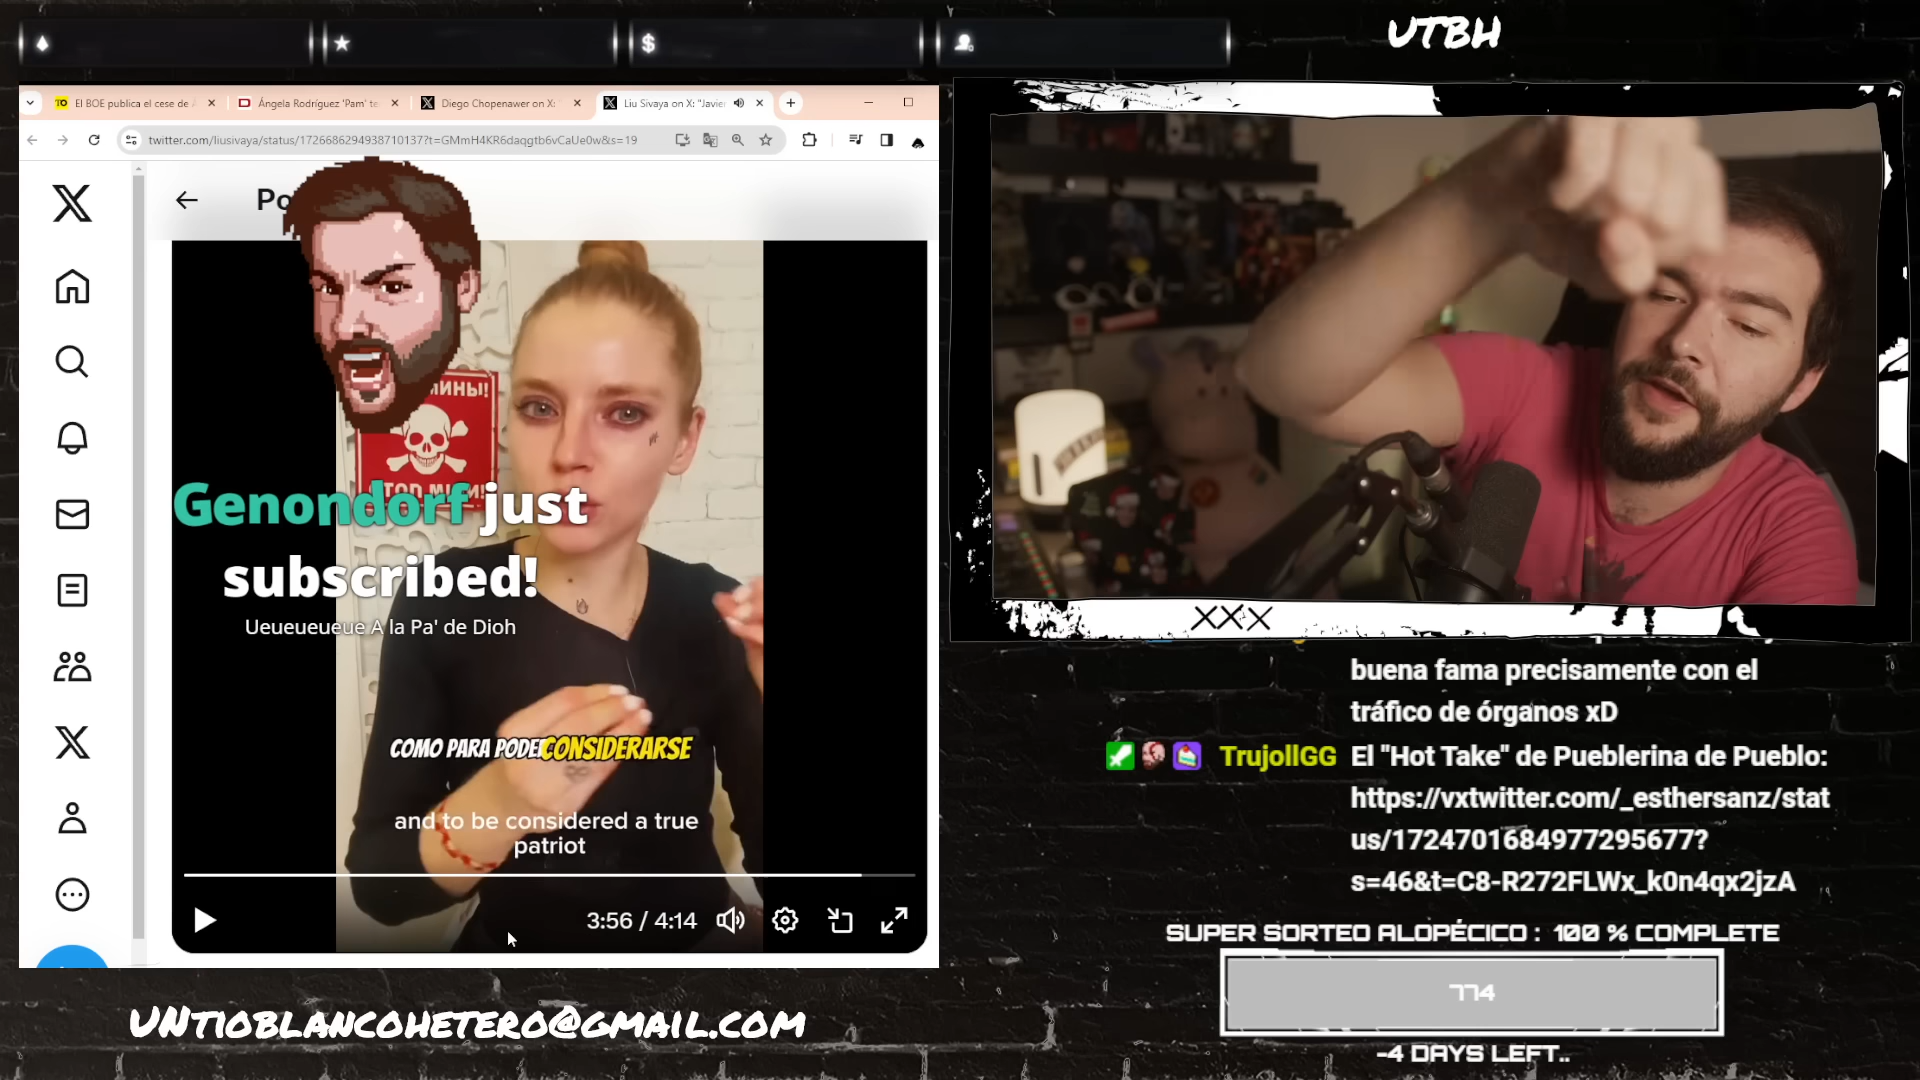 UTBH
El BOE publica el cese de
Ángela Rodríguez 'Pam' te
Diego Chopenawer on X:
Liu Sivaya on X: "Javie
twitter.com/liusivaya/status/1726686294938710137?t=GMmH4KR6daqgtb6vCaUe0w&s=19
Po
Genondorf just
subscribed!
Ueueueueue A la Pa' de Dioh
COMO PARA PODER CONSIDERARSE
and to be considered a true
patriot
3:56 / 4:14
XXX
buena fama precisamente con el
tráfico de órganos xD
TrujollGG El "Hot Take" de Pueblerina de Pueblo:
https://vxtwitter.com/_esthersanz/stat
us/1724701684977295677?
s=46&t=C8-R272FLWx_k0n4qx2jzA
SUPER SORTEO ALOPÉCICO : 100 % COMPLETE
774
-4 DAYS LEFT..
UNTIOBLANCOHETERO@GMAIL.COM